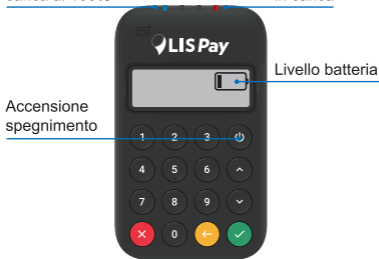 LIS Pay
Livello batteria
Accensione
spegnimento
1 2 3
4 5 6
7 8 9
0